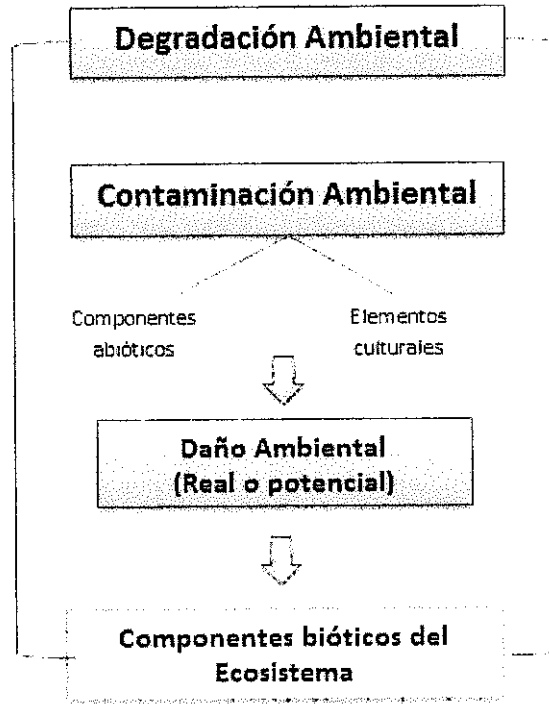 Degradación Ambiental
Contaminación Ambiental
Componentes
abióticos
Elementos
culturales
Daño Ambiental
(Real o potencial)
Componentes bióticos del
Ecosistema